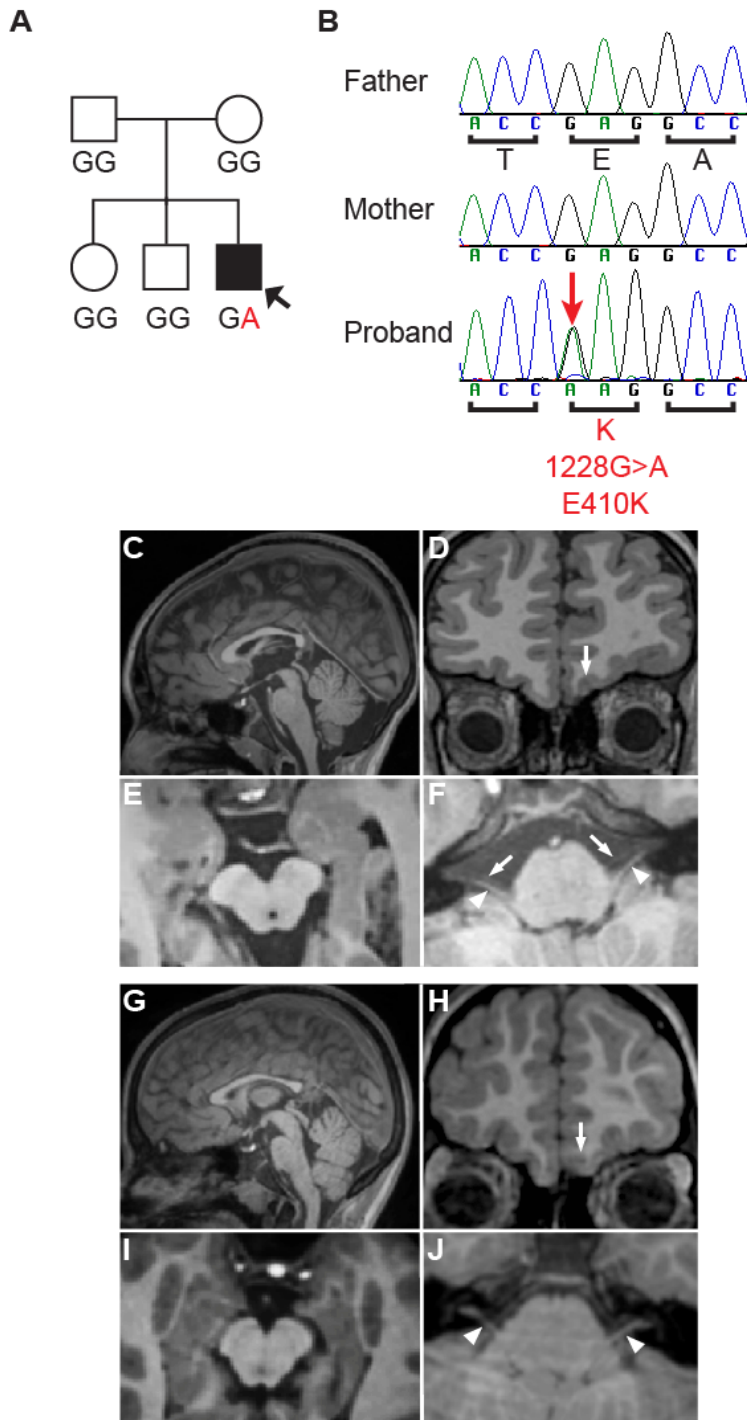 A
GG
GG
GG
GG
GA
B
Father
A C C G A G G C C
T E A
Mother
A C C G A G G C C
Proband
A C C A A G G C C
K
1228G>A
E410K
C
D
E
F
G
H
I
J